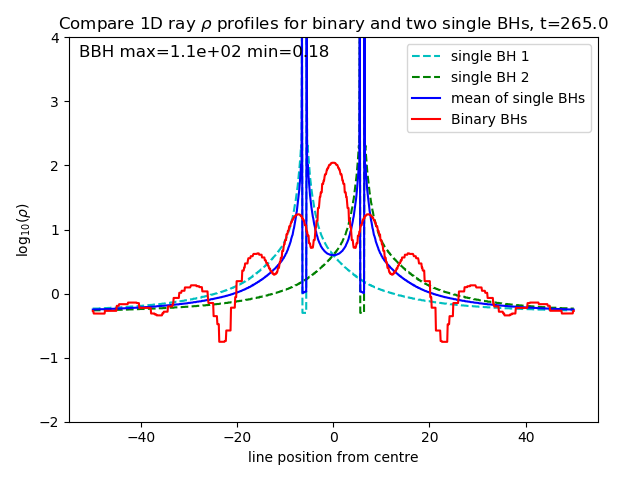 Compare 1D ray ρ profiles for binary and two single BHs, t=265.0
BBH max=1.1e+02 min=0.18
single BH 1
single BH 2
mean of single BHs
Binary BHs
4
3
2
1
0
−1
−2
log₁₀(ρ)
−40 −20 0 20 40
line position from centre